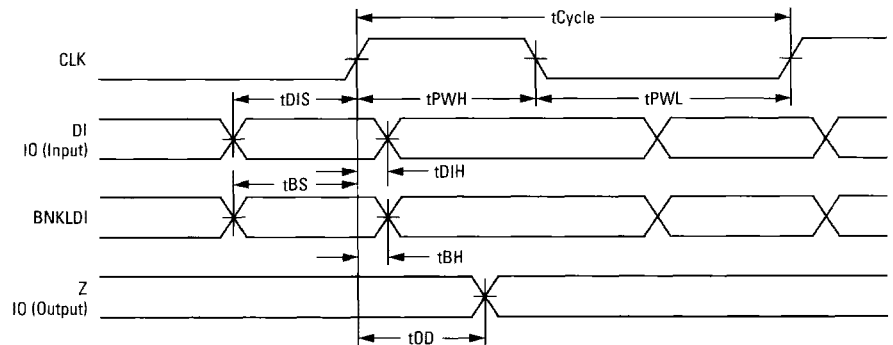 tCycle
CLK
tDIS
tPWH
tPWL
DI
IO (Input)
tDIH
tBS
BNKLDI
tBH
Z
IO (Output)
tOD